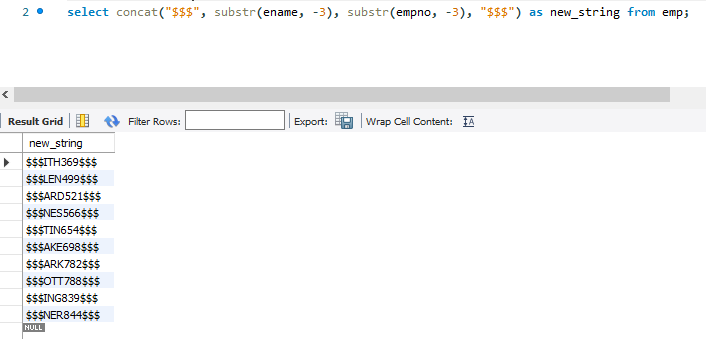 2 select concat("$$$", substr(ename, -3), substr(empno, -3), "$$$") as new_string from emp;
Result Grid Filter Rows: Export: Wrap Cell Content: IA
new_string
$$$ITH369$$$
$$$LEN499$$$
$$$ARD521$$$
$$$NES566$$$
$$$TIN654$$$
$$$AKE698$$$
$$$ARK782$$$
$$$OTT788$$$
$$$ING839$$$
$$$NER844$$$
NULL